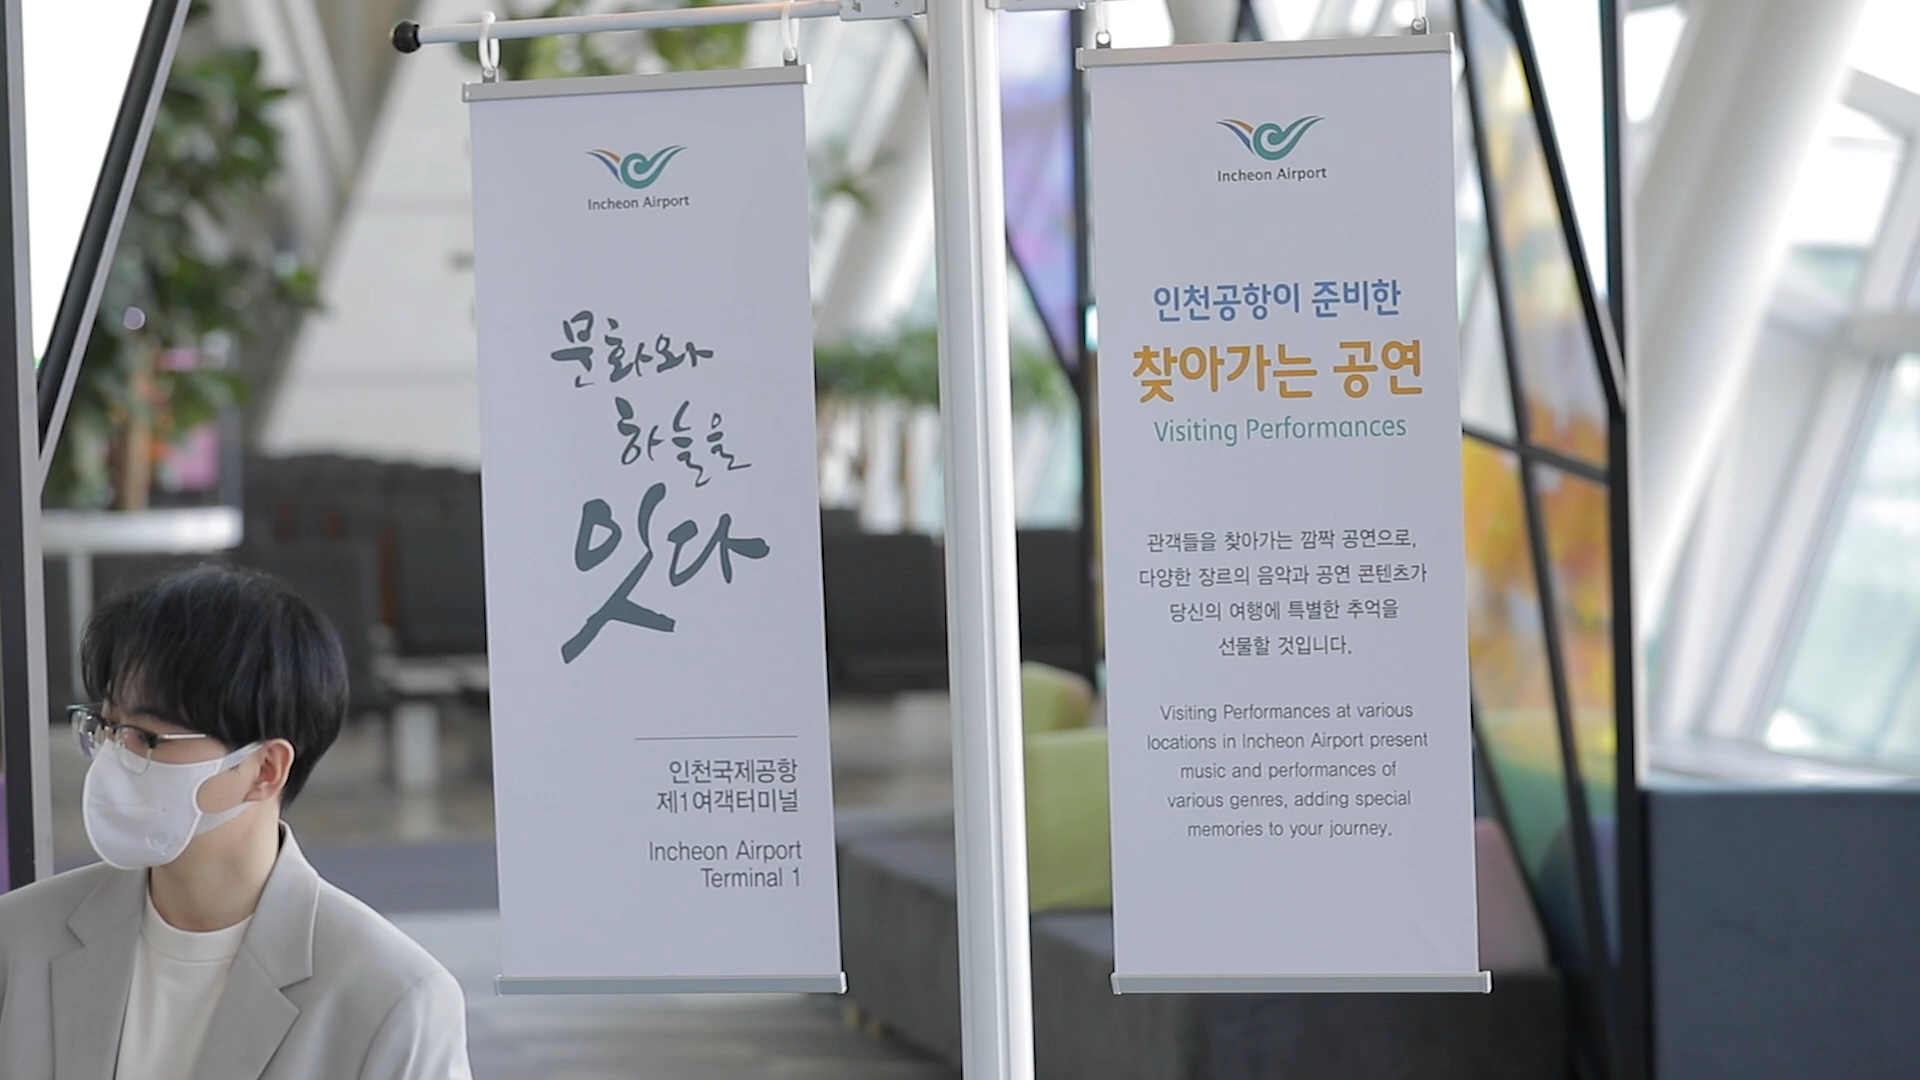 Incheon Airport
문화와
하늘을
잇다
인천국제공항
제1여객터미널
Incheon Airport
Terminal 1
Incheon Airport
인천공항이 준비한
찾아가는 공연
Visiting Performances
관객들을 찾아가는 깜짝 공연으로,
다양한 장르의 음악과 공연 콘텐츠가
당신의 여행에 특별한 추억을
선물할 것입니다.
Visiting Performances at various
locations in Incheon Airport present
music and performances of
various genres, adding special
memories to your journey.